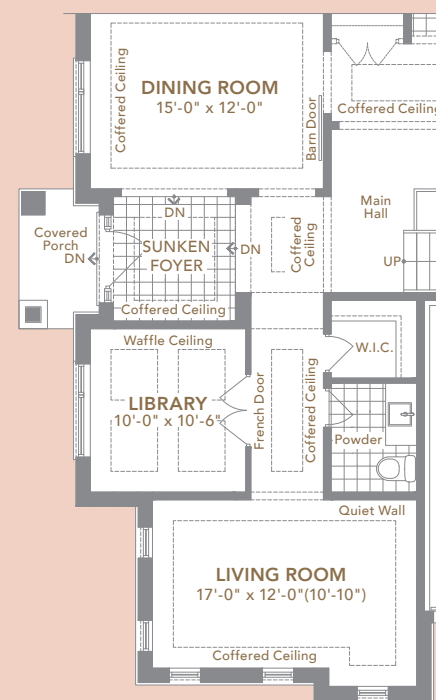 Coffered Ceiling
DINING ROOM
15'-0" x 12'-0"
Barn Door
Coffered Ceiling
Main
Hall
UP
Covered
Porch
DN
DN
SUNKEN
FOYER
DN
Coffered
Ceiling
Coffered Ceiling
Waffle Ceiling
W.I.C.
LIBRARY
10'-0" x 10'-6"
French Door
Coffered Ceiling
Powder
Quiet Wall
LIVING ROOM
17'-0" x 12'-0"(10'-10")
Coffered Ceiling